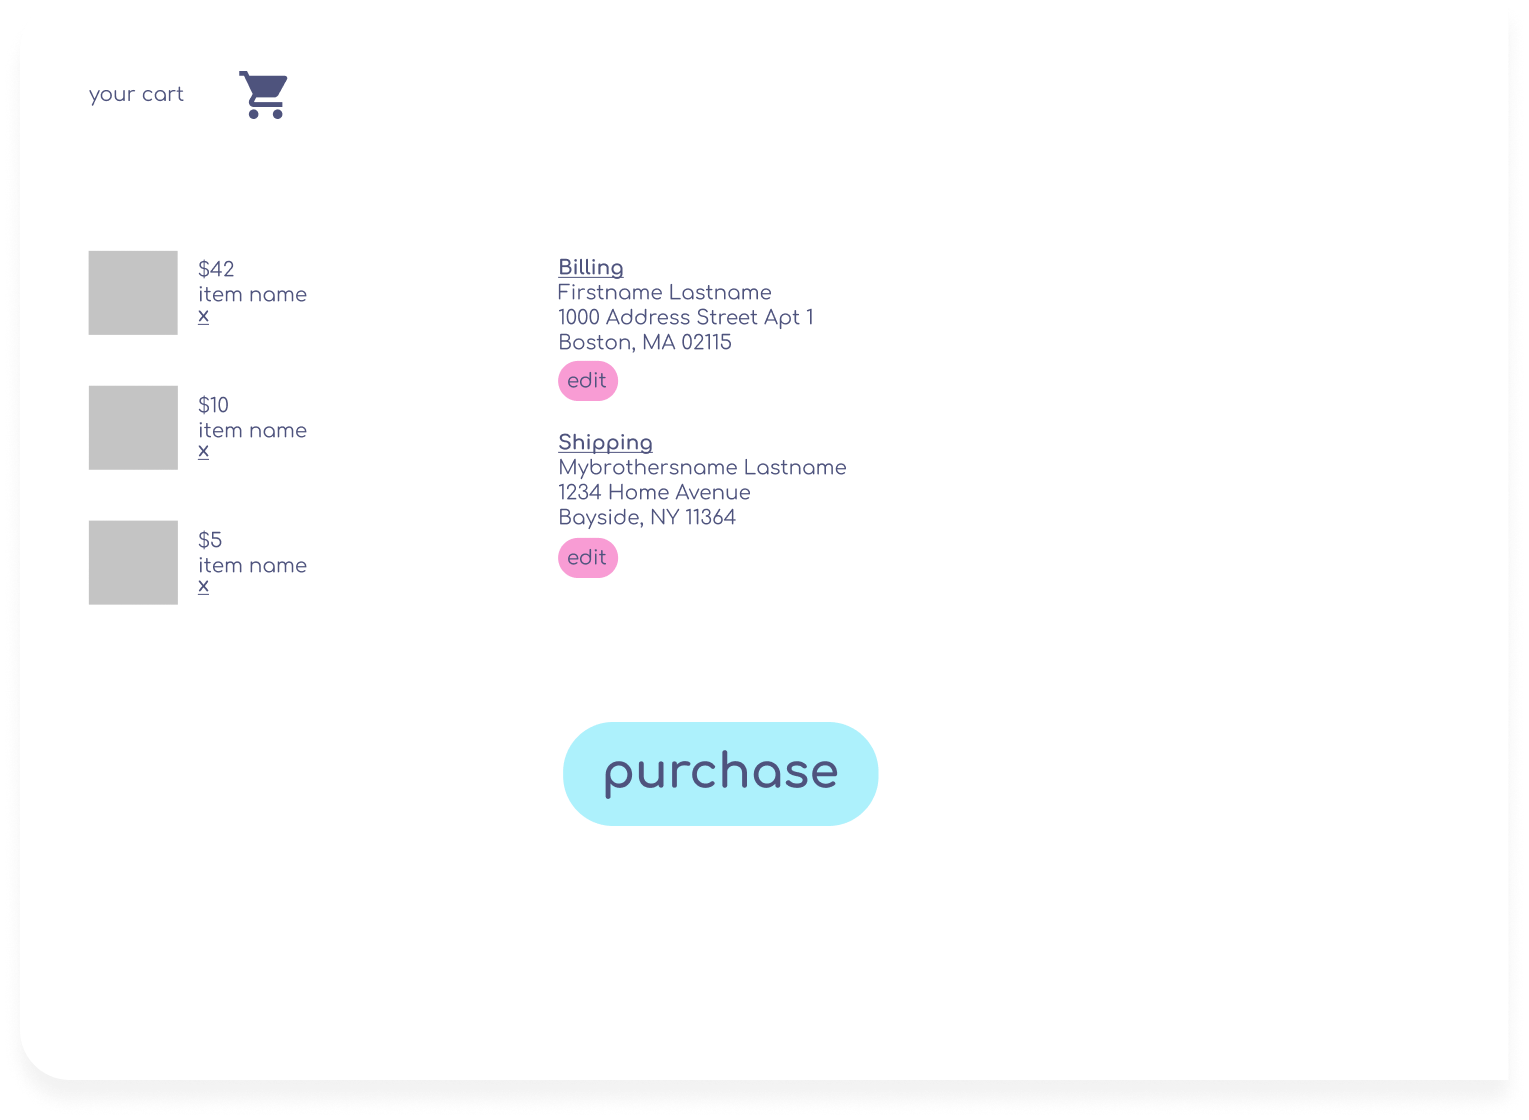 your cart
$42
item name
x
$10
item name
x
$5
item name
x
Billing
Firstname Lastname
1000 Address Street Apt 1
Boston, MA 02115
edit
Shipping
Mybrothersname Lastname
1234 Home Avenue
Bayside, NY 11364
edit
purchase